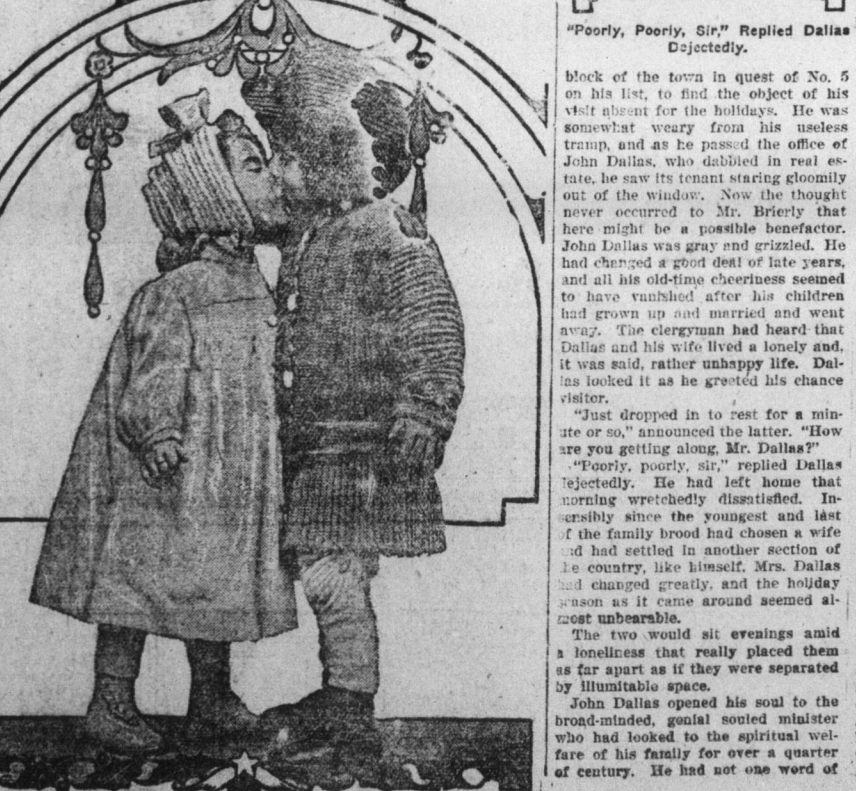 "Poorly, Poorly, Sir," Replied Dallas
Dejectedly.
block of the town in quest of No. 5
on his list, to find the object of his
visit absent for the holidays. He was
somewhat weary from his useless
tramp, and as he passed the office of
John Dallas, who dabbled in real es-
tate, he saw its tenant staring gloomily
out of the window. Now the thought
never occurred to Mr. Brierly that
here might be a possible benefactor.
John Dallas was gray and grizzled. He
had changed a good deal of late years,
and all his old-time cheeriness seemed
to have vanished after his children
had grown up and married and went
away. The clergyman had heard that
Dallas and his wife lived a lonely and,
it was said, rather unhappy life. Dal-
las looked it as he greeted his chance
visitor.
"Just dropped in to rest for a min-
ute or so," announced the latter. "How
are you getting along, Mr. Dallas?"
"Poorly, poorly, sir," replied Dallas
dejectedly. He had left home that
morning wretchedly dissatisfied. In-
sensibly since the youngest and last
of the family brood had chosen a wife
and had settled in another section of
the country, like himself, Mrs. Dallas
had changed greatly, and the holiday
season as it came around seemed al-
most unbearable.
The two would sit evenings amid
a loneliness that really placed them
as far apart as if they were separated
by illumitable space.
John Dallas opened his soul to the
broad-minded, genial souled minister
who had looked to the spiritual wel-
fare of his family for over a quarter
of century. He had not one word of